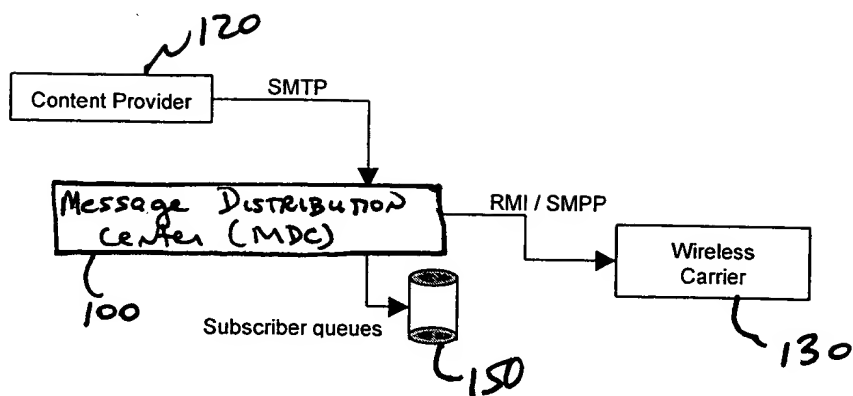 120
Content Provider
SMTP
Message Distribution
Center (MDC)
RMI / SMPP
Wireless
Carrier
100
Subscriber queues
150
130